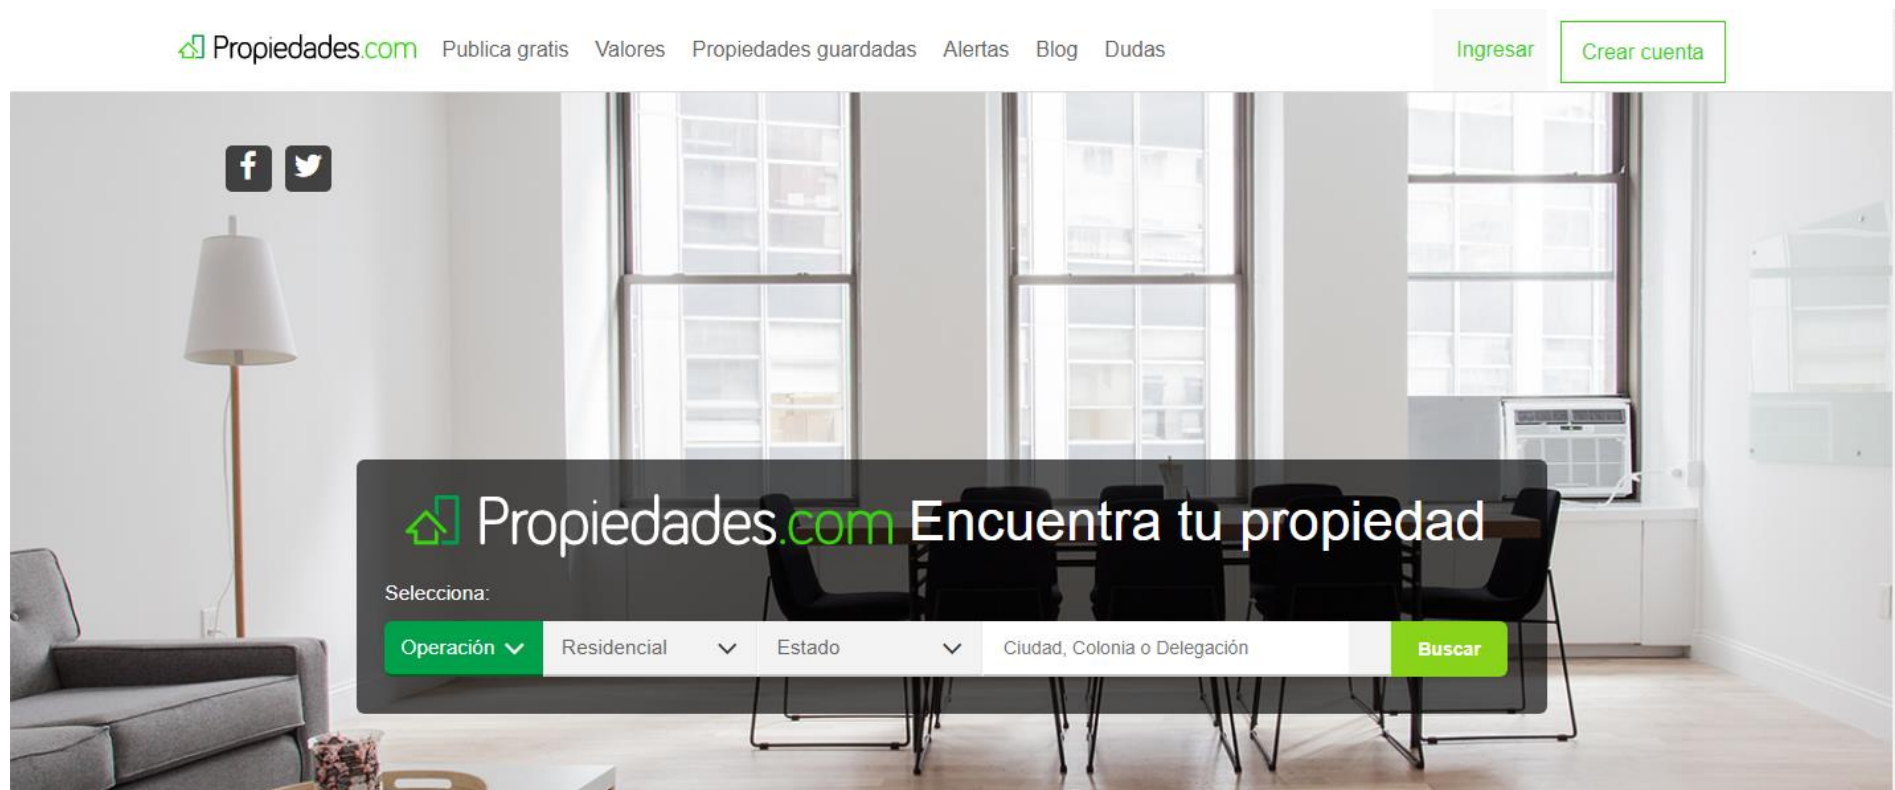 Propiedades.com Publica gratis Valores Propiedades guardadas Alertas Blog Dudas Ingresar Crear cuenta
Propiedades.com Encuentra tu propiedad
Selecciona:
Operación Residencial Estado Ciudad, Colonia o Delegación Buscar